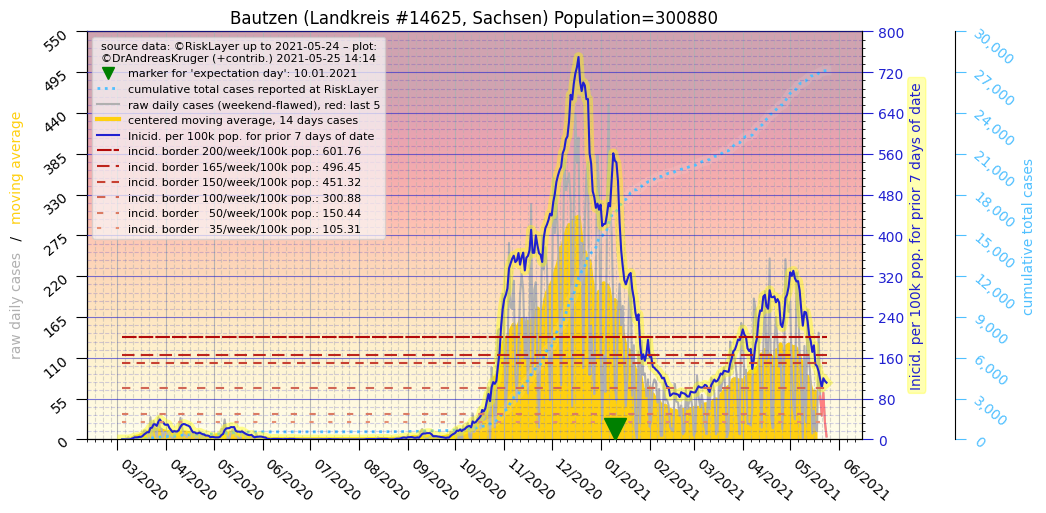 Bautzen (Landkreis #14625, Sachsen) Population=300880
source data: ©RiskLayer up to 2021-05-24 – plot:
©DrAndreasKruger (+contrib.) 2021-05-25 14:14
marker for 'expectation day': 10.01.2021
cumulative total cases reported at RiskLayer
raw daily cases (weekend-flawed), red: last 5
centered moving average, 14 days cases
Inicid. per 100k pop. for prior 7 days of date
incid. border 200/week/100k pop.: 601.76
incid. border 165/week/100k pop.: 496.45
incid. border 150/week/100k pop.: 451.32
incid. border 100/week/100k pop.: 300.88
incid. border   50/week/100k pop.: 150.44
incid. border   35/week/100k pop.: 105.31
raw daily cases / moving average
550
495
440
385
330
275
220
165
110
55
0
03/2020
04/2020
05/2020
06/2020
07/2020
08/2020
09/2020
10/2020
11/2020
12/2020
01/2021
02/2021
03/2021
04/2021
05/2021
06/2021
800
720
640
560
480
400
320
240
160
80
0
Inicid. per 100k pop. for prior 7 days of date
30,000
27,000
24,000
21,000
18,000
15,000
12,000
9,000
6,000
3,000
0
cumulative total cases